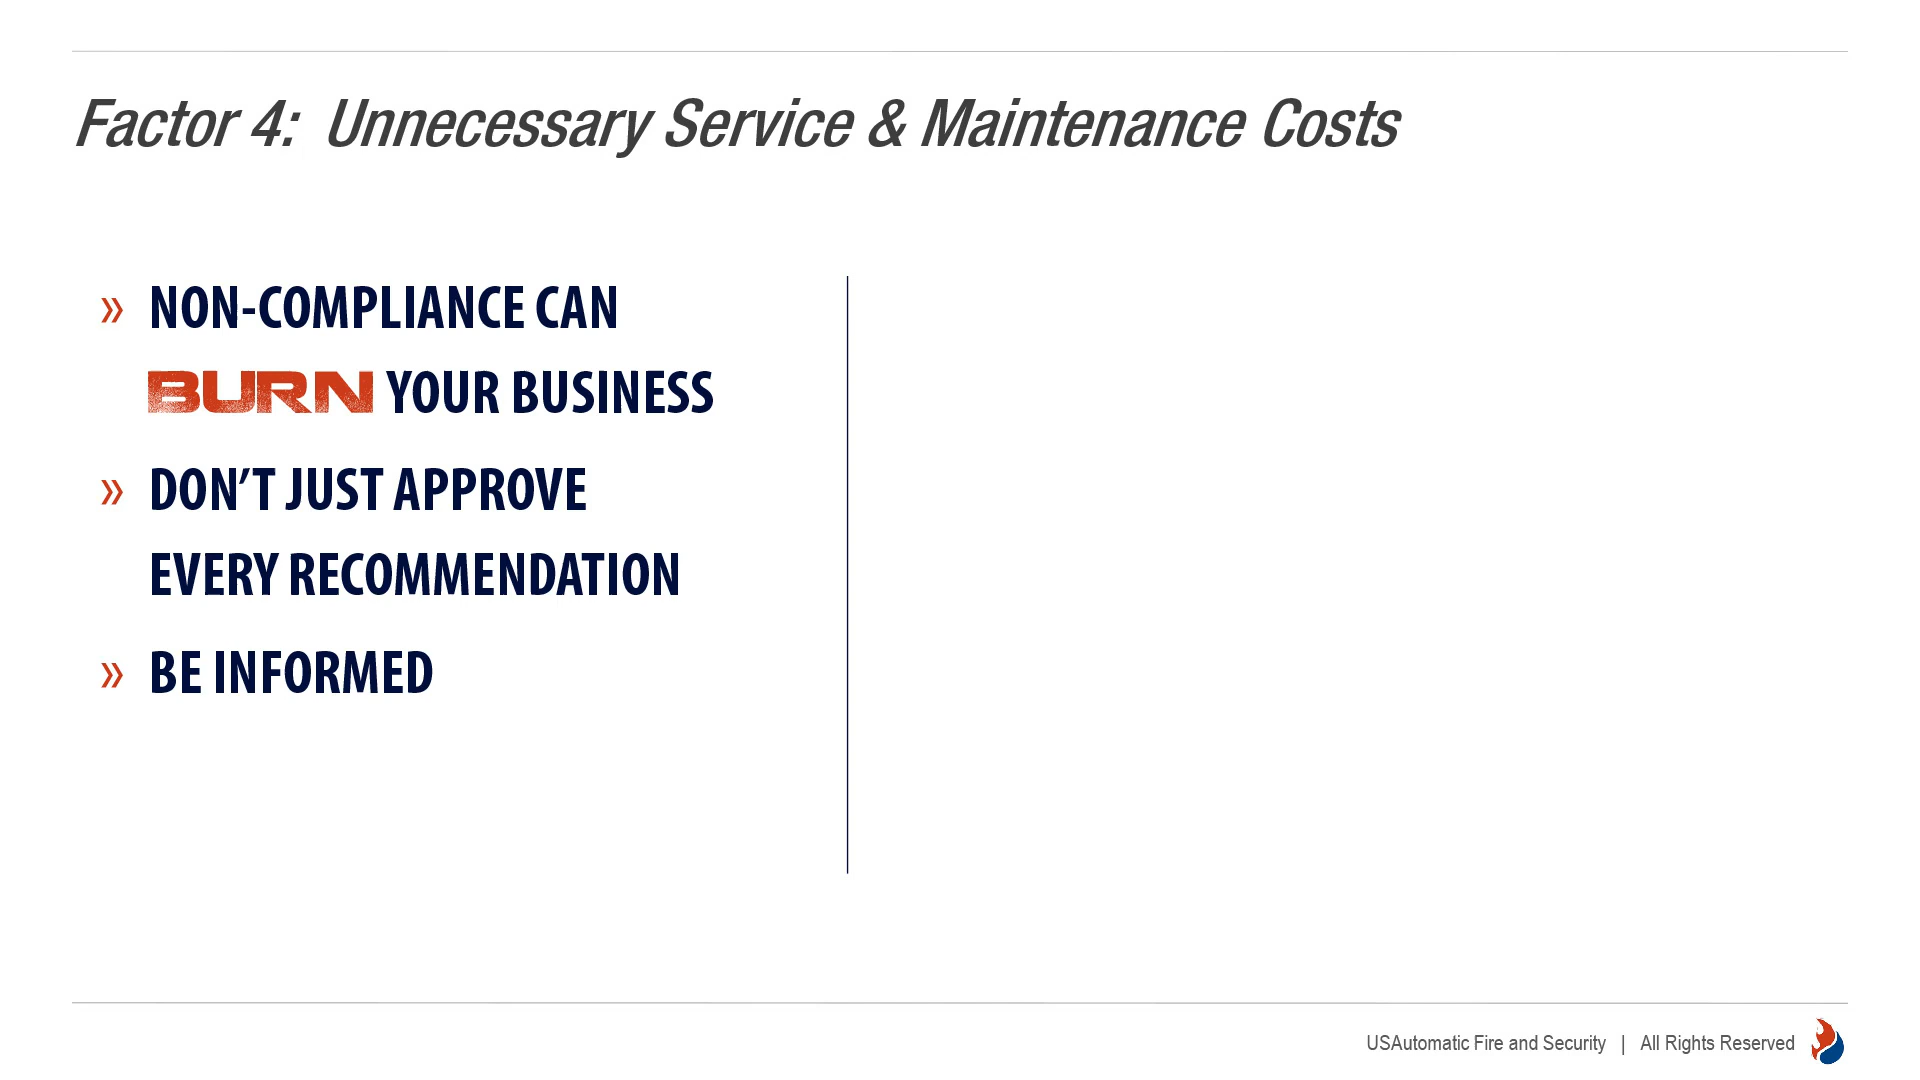 Factor 4: Unnecessary Service & Maintenance Costs
» NON-COMPLIANCE CAN
BURN YOUR BUSINESS
» DON’T JUST APPROVE
EVERY RECOMMENDATION
» BE INFORMED
USAutomatic Fire and Security | All Rights Reserved